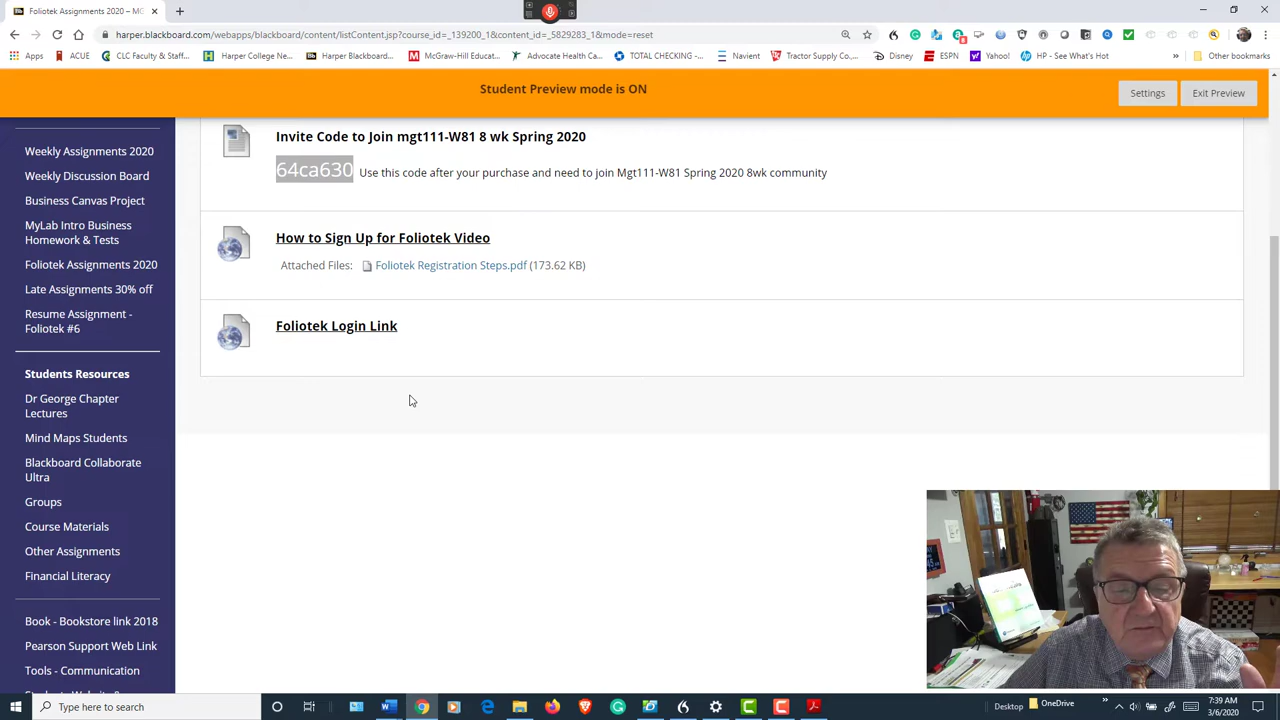 Foliotek Assignments 2020 – MG
harper.blackboard.com/webapps/blackboard/content/listContent.jsp?course_id=_139200_1&content_id=_5829283_1&mode=reset
Apps ACUE CLC Faculty & Staff... Harper College Ne... Harper Blackboard... McGraw-Hill Educat... Advocate Health Ca... TOTAL CHECKING -... Navient Tractor Supply Co.,... Disney ESPN Yahoo! HP - See What's Hot » Other bookmarks
Student Preview mode is ON
Settings Exit Preview
Weekly Assignments 2020
Weekly Discussion Board
Business Canvas Project
MyLab Intro Business
Homework & Tests
Foliotek Assignments 2020
Late Assignments 30% off
Resume Assignment -
Foliotek #6
Students Resources
Dr George Chapter
Lectures
Mind Maps Students
Blackboard Collaborate
Ultra
Groups
Course Materials
Other Assignments
Financial Literacy
Book - Bookstore link 2018
Pearson Support Web Link
Tools - Communication
Invite Code to Join mgt111-W81 8 wk Spring 2020
64ca630 Use this code after your purchase and need to join Mgt111-W81 Spring 2020 8wk community
How to Sign Up for Foliotek Video
Attached Files: Foliotek Registration Steps.pdf (173.62 KB)
Foliotek Login Link
Type here to search
Desktop OneDrive
7:39 AM
3/6/2020